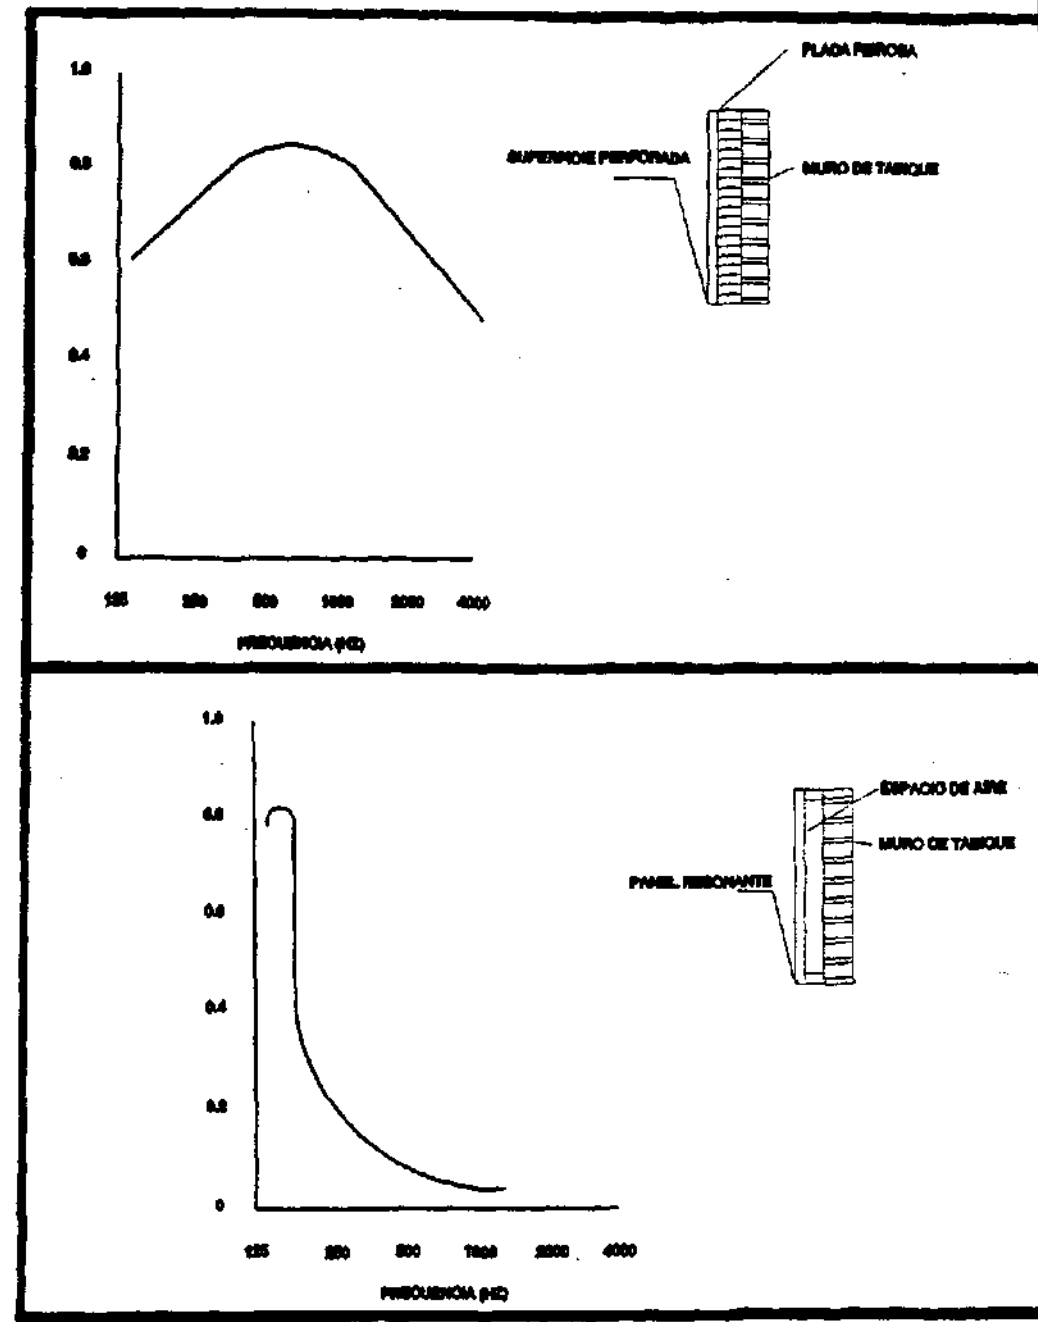 PLACA FIBROSA
1.0
SUPERFICIE PERFORADA
0.8
MURO DE TABIQUE
0.6
0.4
0.2
0
125 250 500 1000 2000 4000
FRECUENCIA (HZ)
1.0
ESPACIO DE AIRE
0.8
MURO DE TABIQUE
PANEL RESONANTE
0.6
0.4
0.2
0
125 250 500 1000 2000 4000
FRECUENCIA (HZ)